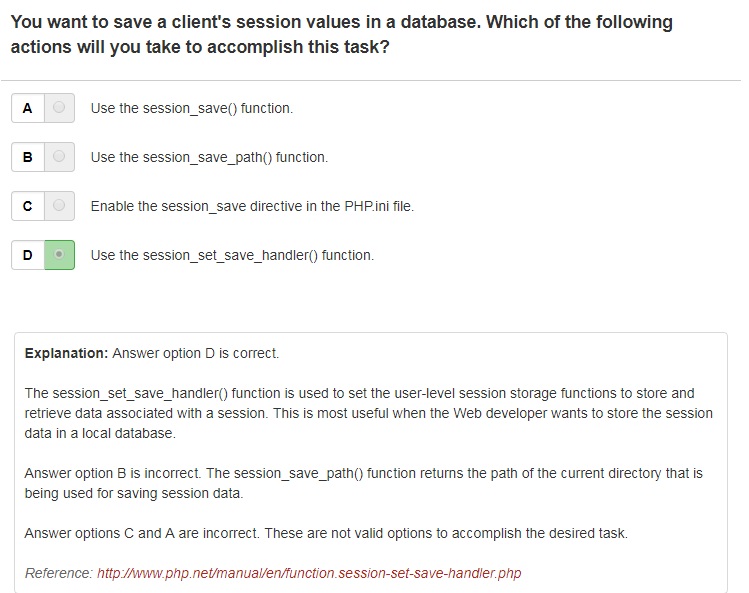 You want to save a client's session values in a database. Which of the following
actions will you take to accomplish this task?
A Use the session_save() function.
B Use the session_save_path() function.
C Enable the session_save directive in the PHP.ini file.
D Use the session_set_save_handler() function.
Explanation: Answer option D is correct.
The session_set_save_handler() function is used to set the user-level session storage functions to store and
retrieve data associated with a session. This is most useful when the Web developer wants to store the session
data in a local database.
Answer option B is incorrect. The session_save_path() function returns the path of the current directory that is
being used for saving session data.
Answer options C and A are incorrect. These are not valid options to accomplish the desired task.
Reference: http://www.php.net/manual/en/function.session-set-save-handler.php